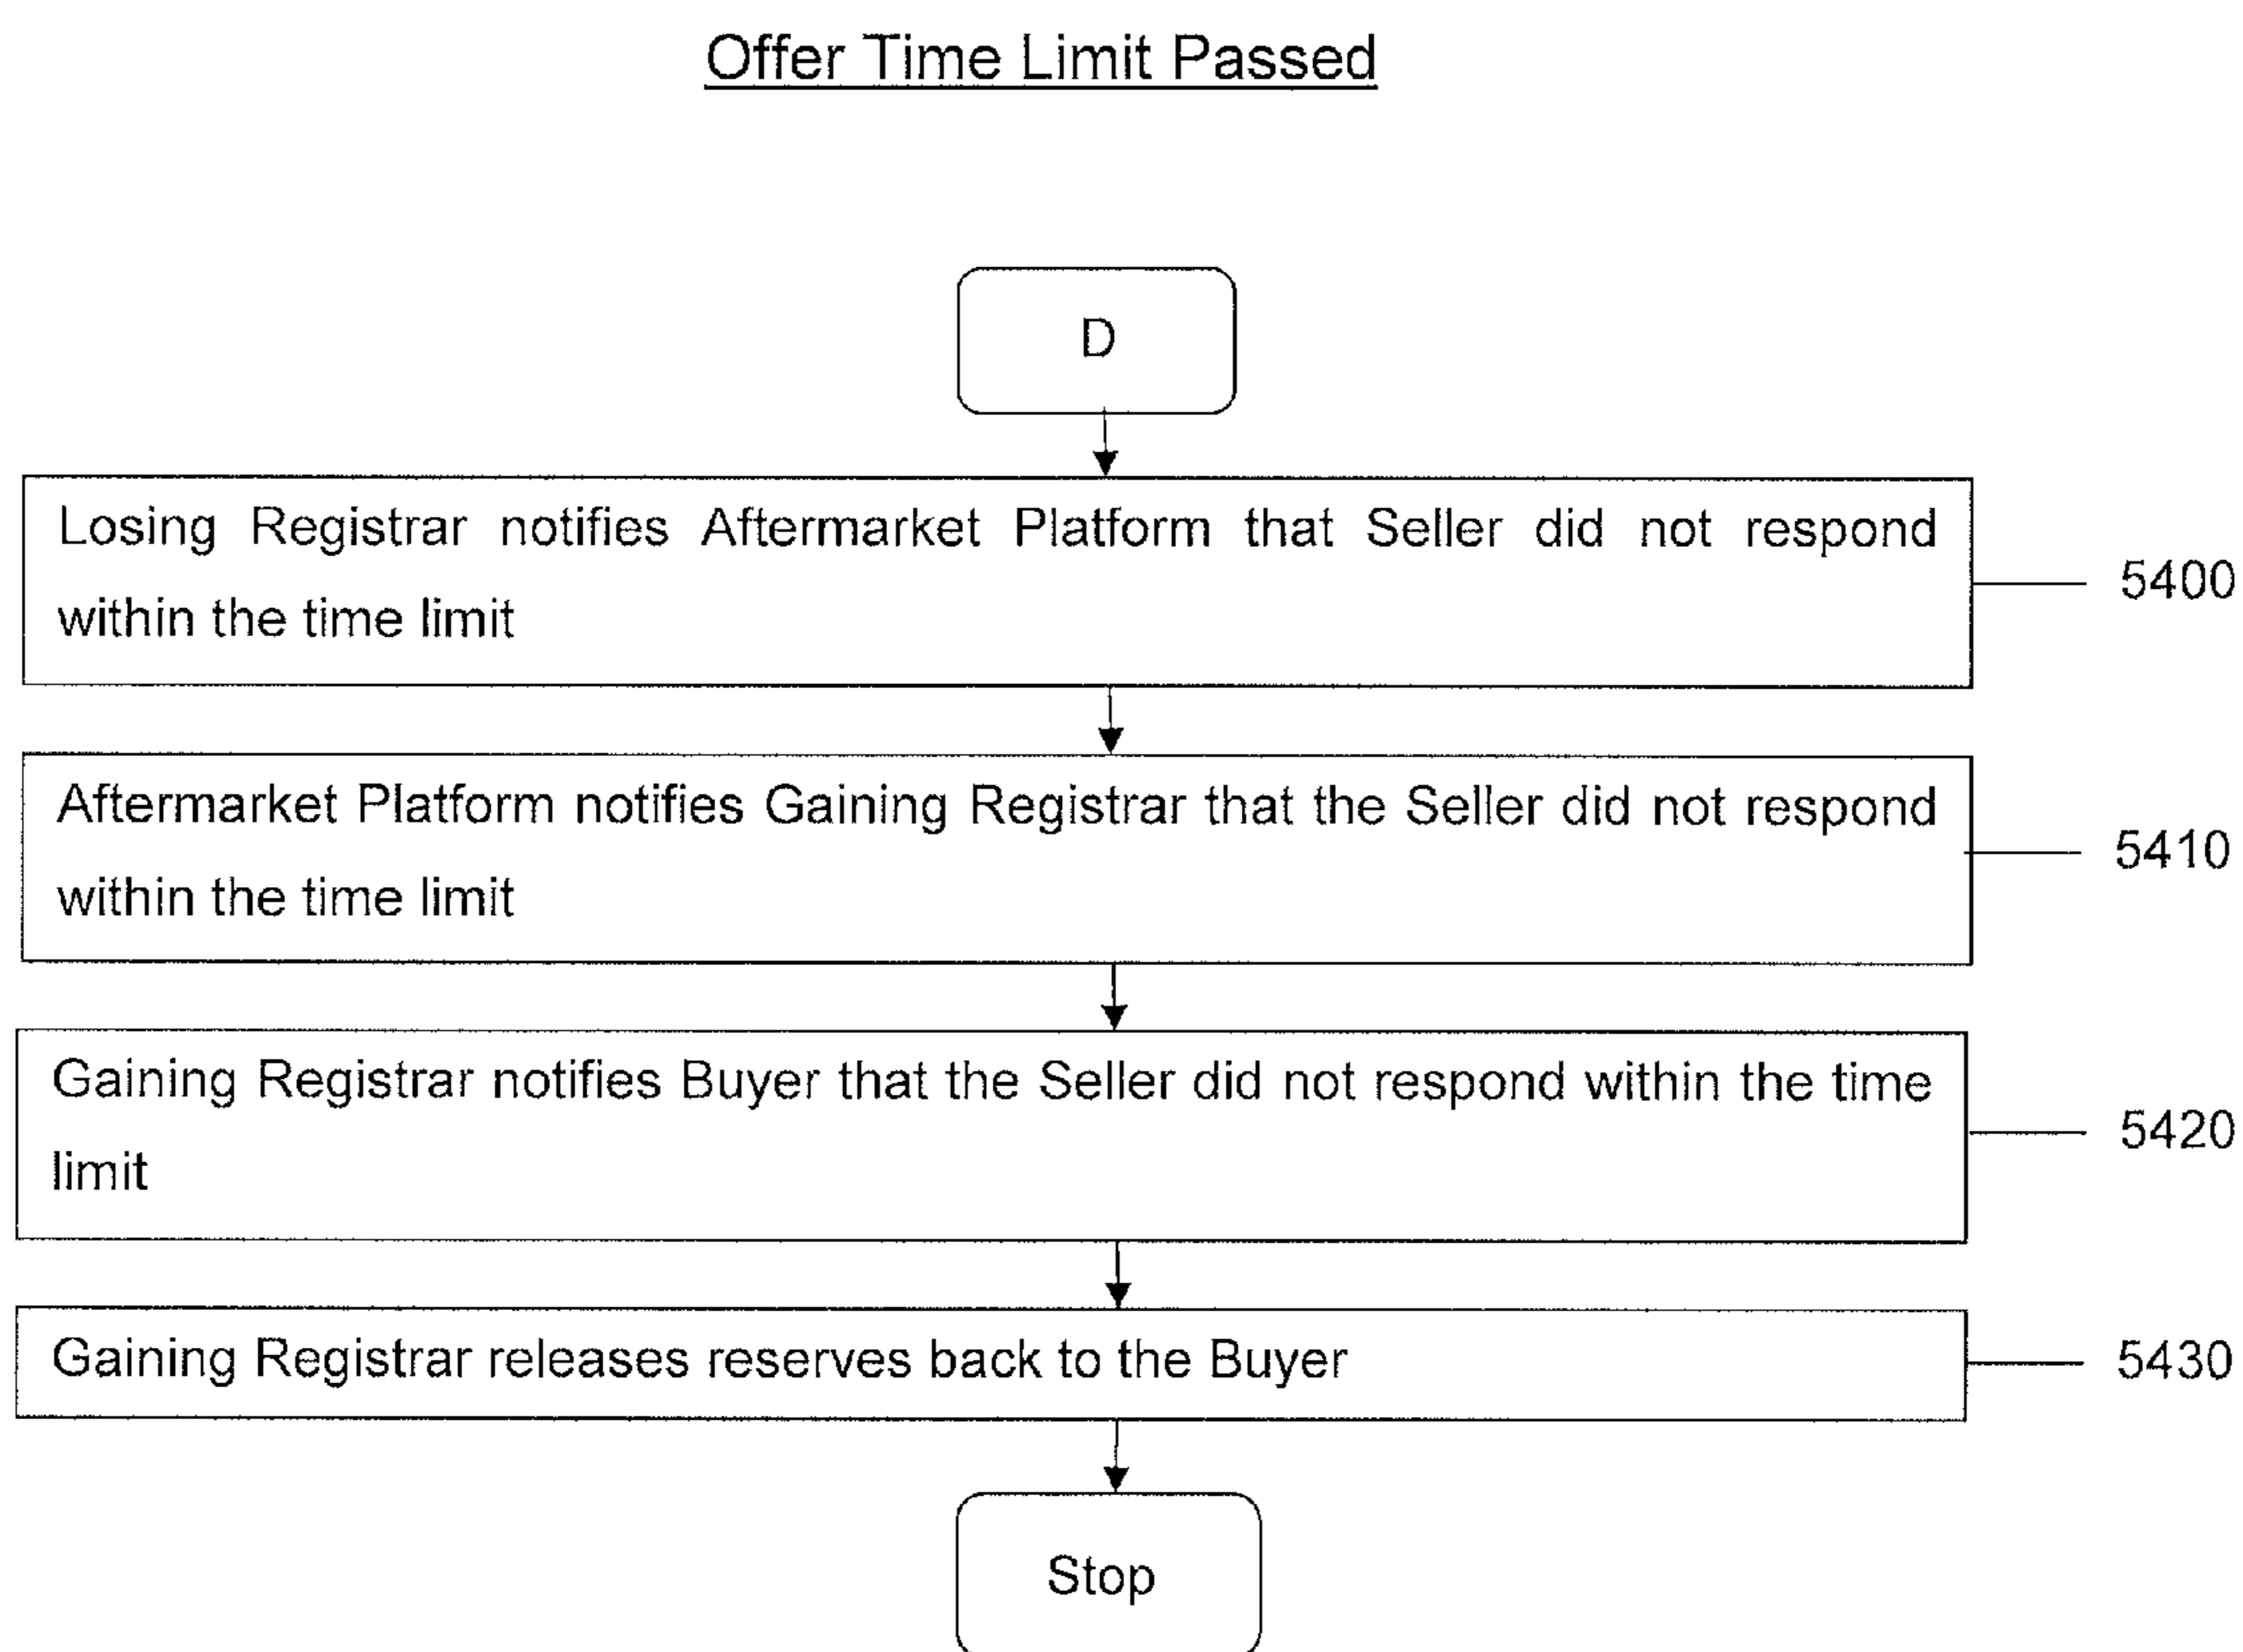 Offer Time Limit Passed
D
Losing Registrar notifies Aftermarket Platform that Seller did not respond
within the time limit
5400
Aftermarket Platform notifies Gaining Registrar that the Seller did not respond
within the time limit
5410
Gaining Registrar notifies Buyer that the Seller did not respond within the time
limit
5420
Gaining Registrar releases reserves back to the Buyer
5430
Stop